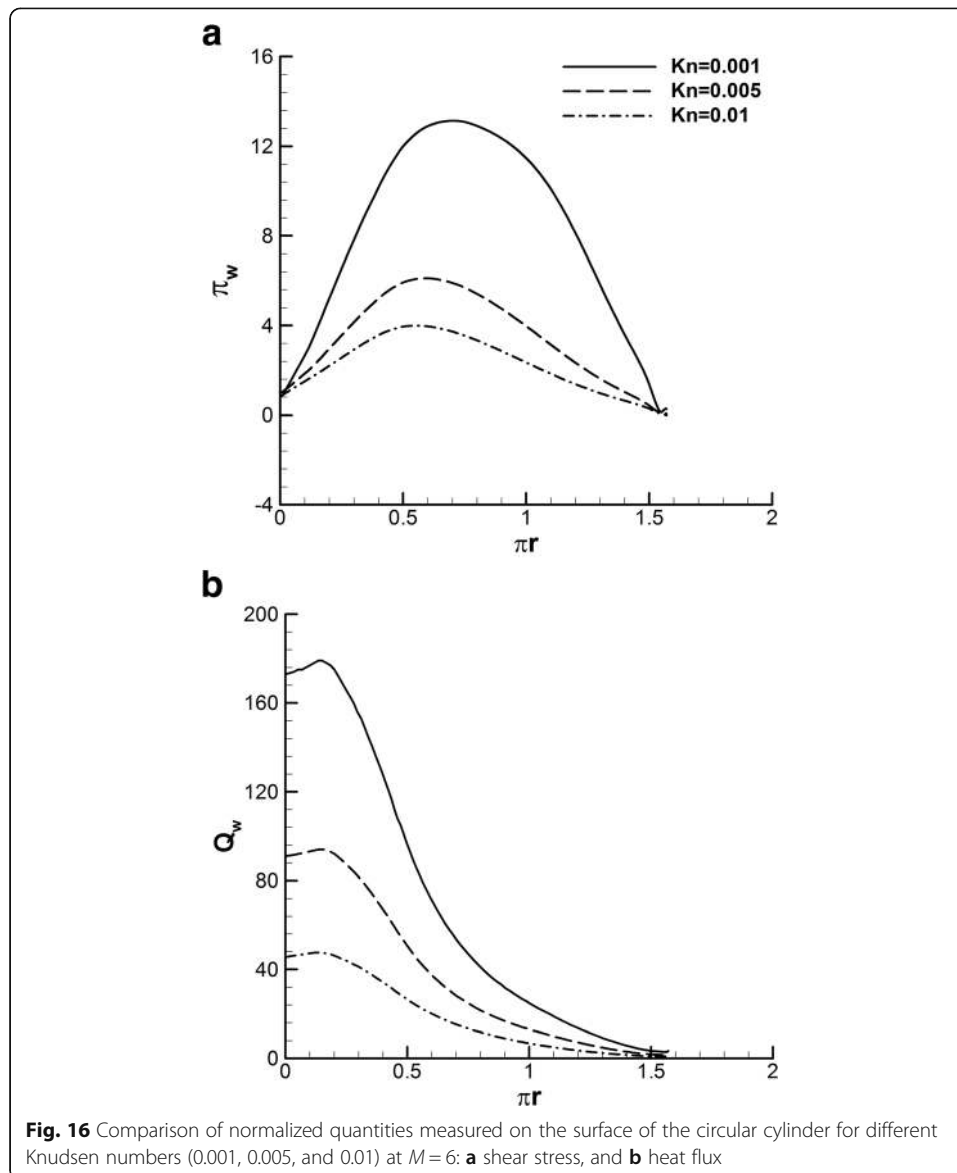 a
16
12
8
4
0
-4
π_w
Kn=0.001
Kn=0.005
Kn=0.01
0 0.5 1 1.5 2
πr
b
200
160
120
80
40
0
Q_w
0 0.5 1 1.5 2
πr
Fig. 16 Comparison of normalized quantities measured on the surface of the circular cylinder for different
Knudsen numbers (0.001, 0.005, and 0.01) at M = 6: a shear stress, and b heat flux